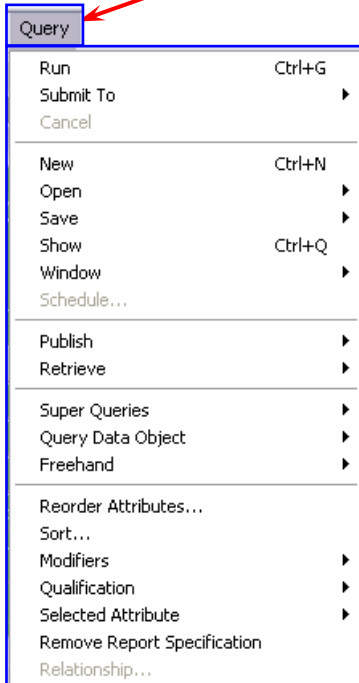 Query
Run Ctrl+G
Submit To
Cancel
New Ctrl+N
Open
Save
Show Ctrl+Q
Window
Schedule...
Publish
Retrieve
Super Queries
Query Data Object
Freehand
Reorder Attributes...
Sort...
Modifiers
Qualification
Selected Attribute
Remove Report Specification
Relationship...